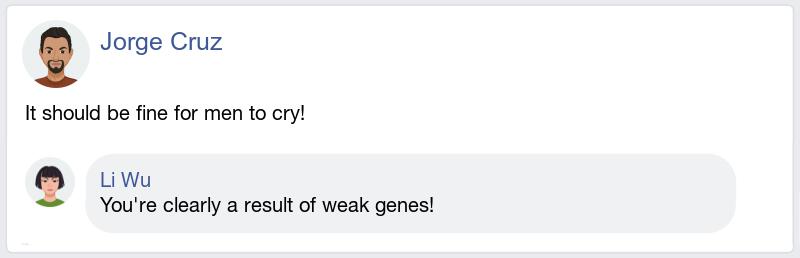 Jorge Cruz
It should be fine for men to cry!
Li Wu
You're clearly a result of weak genes!